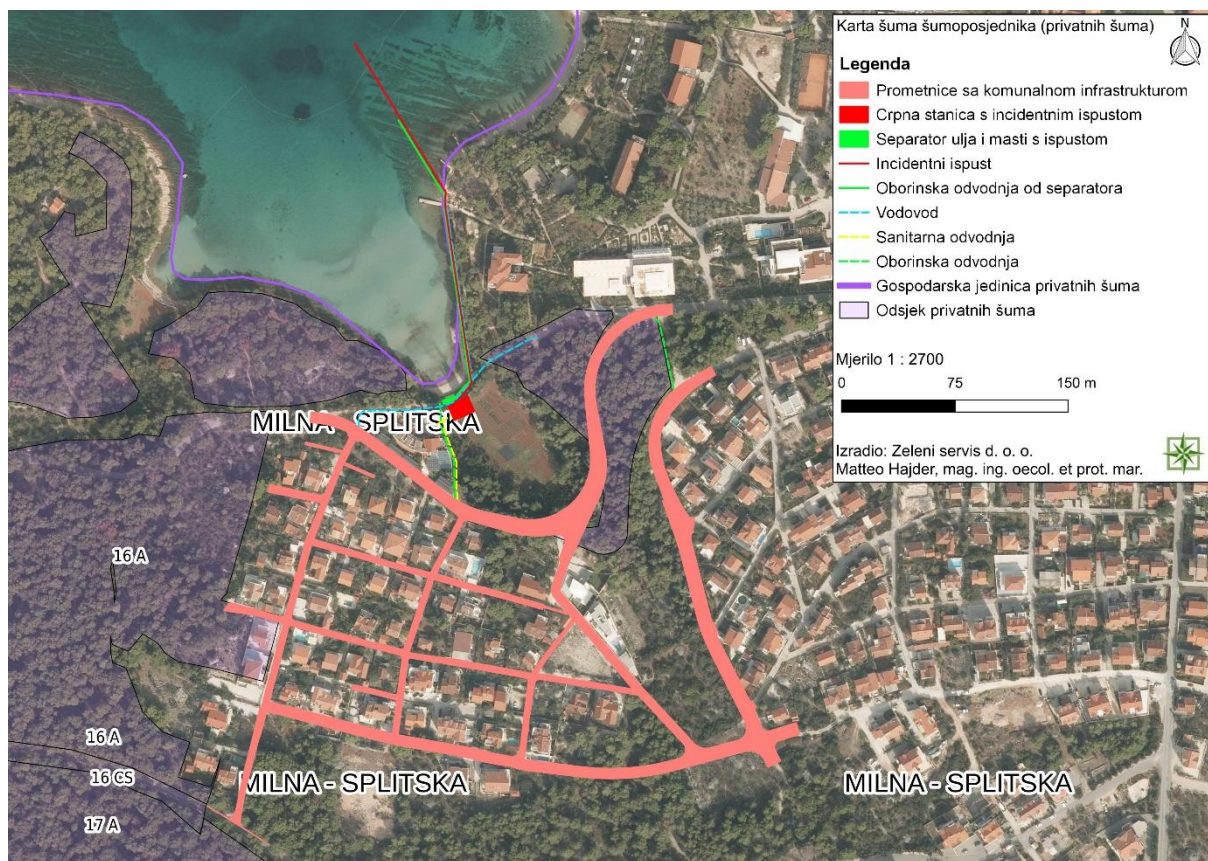 Karta šuma šumoposjednika (privatnih šuma)
N
Legenda
Prometnice sa komunalnom infrastrukturom
Crpna stanica s incidentnim ispustom
Separator ulja i masti s ispustom
Incidentni ispust
Oborinska odvodnja od separatora
Vodovod
Sanitarna odvodnja
Oborinska odvodnja
Gospodarska jedinica privatnih šuma
Odsjek privatnih šuma
Mjerilo 1 : 2700
0 75 150 m
Izradio: Zeleni servis d. o. o.
Matteo Hajder, mag. ing. oecol. et prot. mar.
MILNA - SPLITSKA
16 A
16 A
16 CS
17 A
MILNA - SPLITSKA
MILNA - SPLITSKA